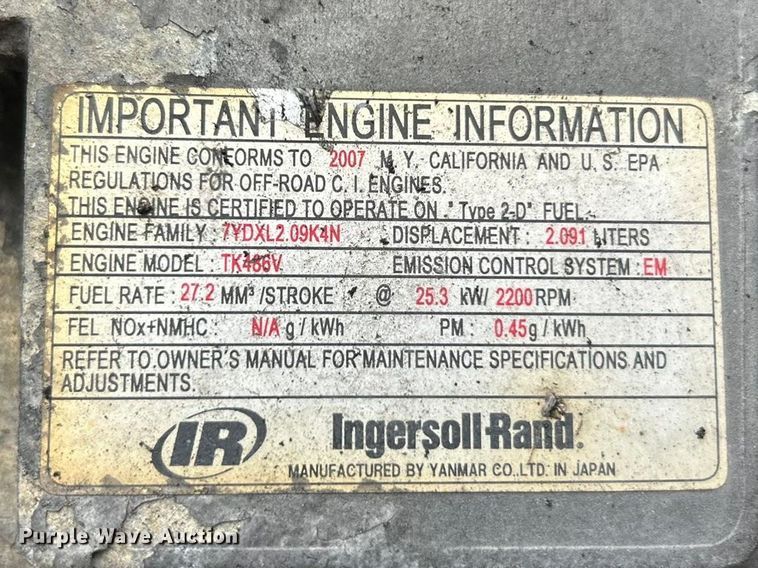 IMPORTANT ENGINE INFORMATION
THIS ENGINE CONFORMS TO 2007 M.Y. CALIFORNIA AND U.S. EPA
REGULATIONS FOR OFF-ROAD C.I. ENGINES.
THIS ENGINE IS CERTIFIED TO OPERATE ON "Type 2-D" FUEL.
ENGINE FAMILY : 7YDXL2.09K4N DISPLACEMENT : 2.091 LITERS
ENGINE MODEL : TK486V EMISSION CONTROL SYSTEM : EM
FUEL RATE : 27.2 MM³/STROKE @ 25.3 kW/ 2200RPM
FEL NOx+NMHC : N/A g / kWh PM : 0.45g / kWh
REFER TO OWNER'S MANUAL FOR MAINTENANCE SPECIFICATIONS AND
ADJUSTMENTS.
IR Ingersoll-Rand®
MANUFACTURED BY YANMAR CO.,LTD. IN JAPAN
Purple Wave Auction